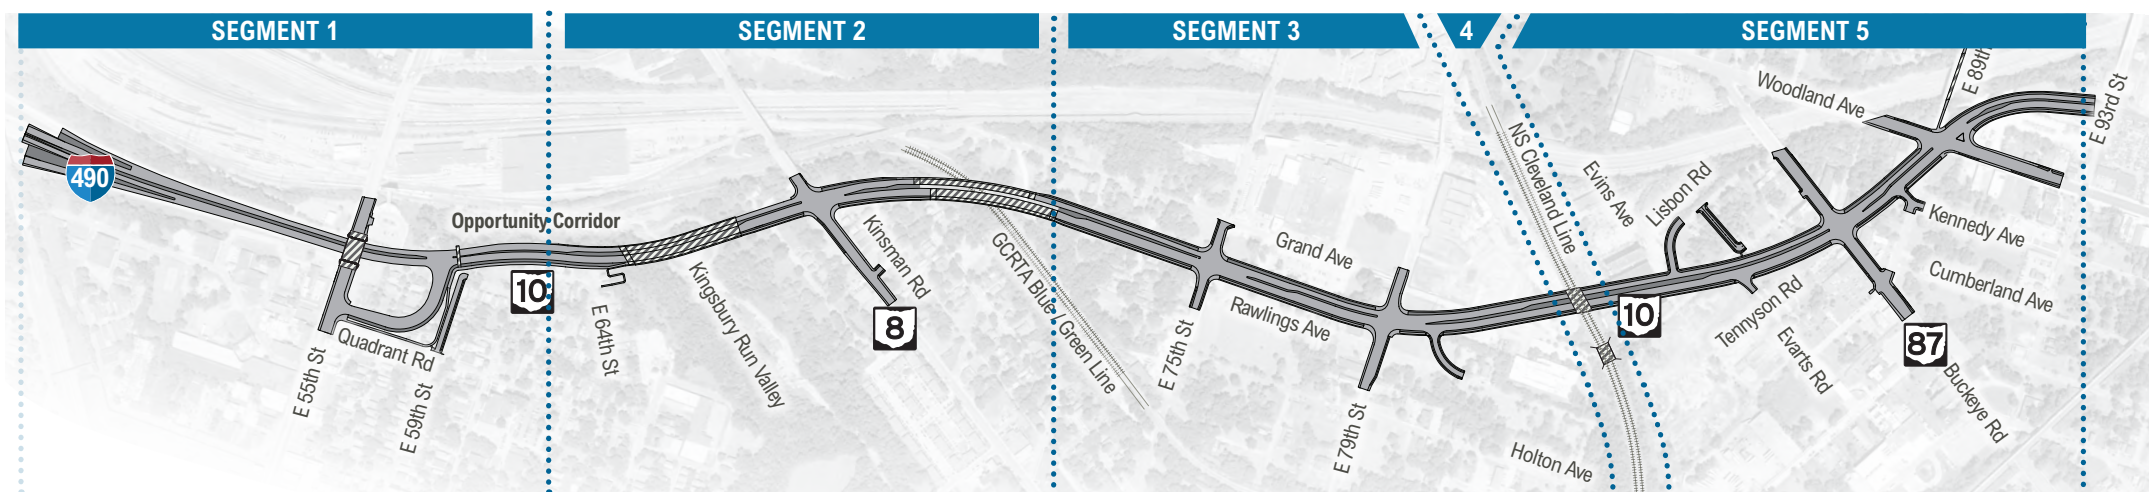 SEGMENT 1
SEGMENT 2
SEGMENT 3
4
SEGMENT 5
490
E 55th St
Quadrant Rd
E 59th St
Opportunity Corridor
10
E 64th St
Kingsbury Run Valley
Kinsman Rd
8
GCRTA Blue / Green Line
E 75th St
Rawlings Ave
Grand Ave
E 79th St
NS Cleveland Line
Holton Ave
Evins Ave
Lisbon Rd
10
Tennyson Rd
Evarts Rd
Woodland Ave
E 89th
E 93rd St
Kennedy Ave
Cumberland Ave
87
Buckeye Rd